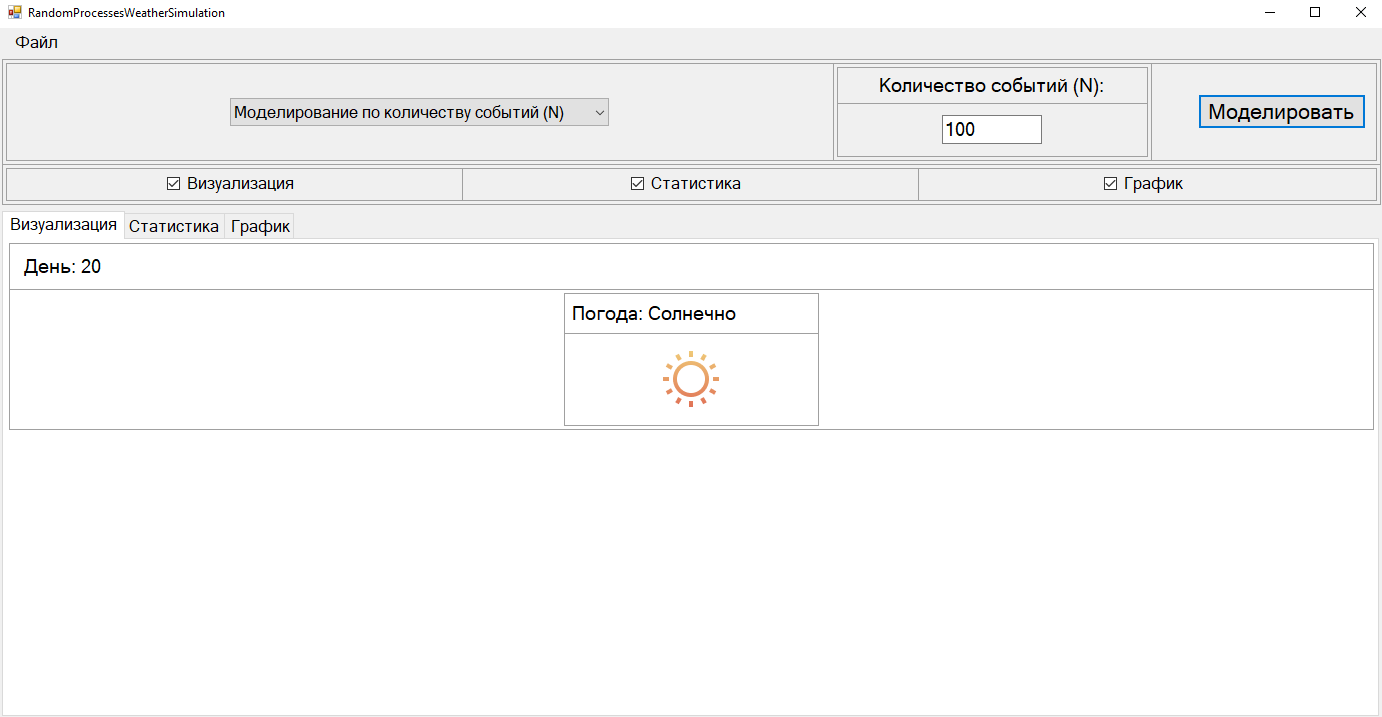 RandomProcessesWeatherSimulation
Файл
Моделирование по количеству событий (N)
Количество событий (N):
100
Моделировать
Визуализация
Статистика
График
Визуализация
Статистика
График
День: 20
Погода: Солнечно